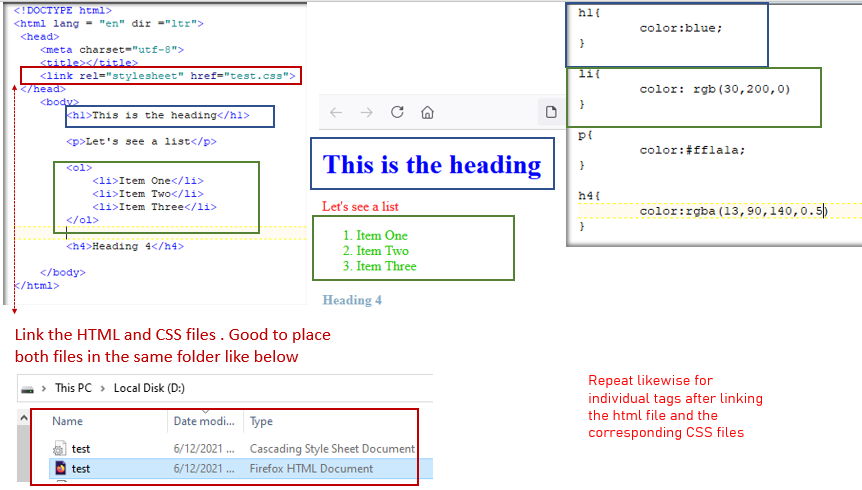 <!DOCTYPE html>
<html lang = "en" dir ="ltr">
<head>
<meta charset="utf-8">
<title></title>
<link rel="stylesheet" href="test.css">
</head>
<body>
<h1>This is the heading</h1>
<p>Let's see a list</p>
<ol>
<li>Item One</li>
<li>Item Two</li>
<li>Item Three</li>
</ol>
<h4>Heading 4</h4>
</body>
</html>
This is the heading
Let's see a list
1. Item One
2. Item Two
3. Item Three
Heading 4
h1{
color:blue;
}
li{
color: rgb(30,200,0)
}
p{
color:#ff1a1a;
}
h4{
color:rgba(13,90,140,0.5)
}
Link the HTML and CSS files . Good to place
both files in the same folder like below
This PC > Local Disk (D:)
Name Date modi... Type
test 6/12/2021 ... Cascading Style Sheet Document
test 6/12/2021 ... Firefox HTML Document
Repeat likewise for
individual tags after linking
the html file and the
corresponding CSS files